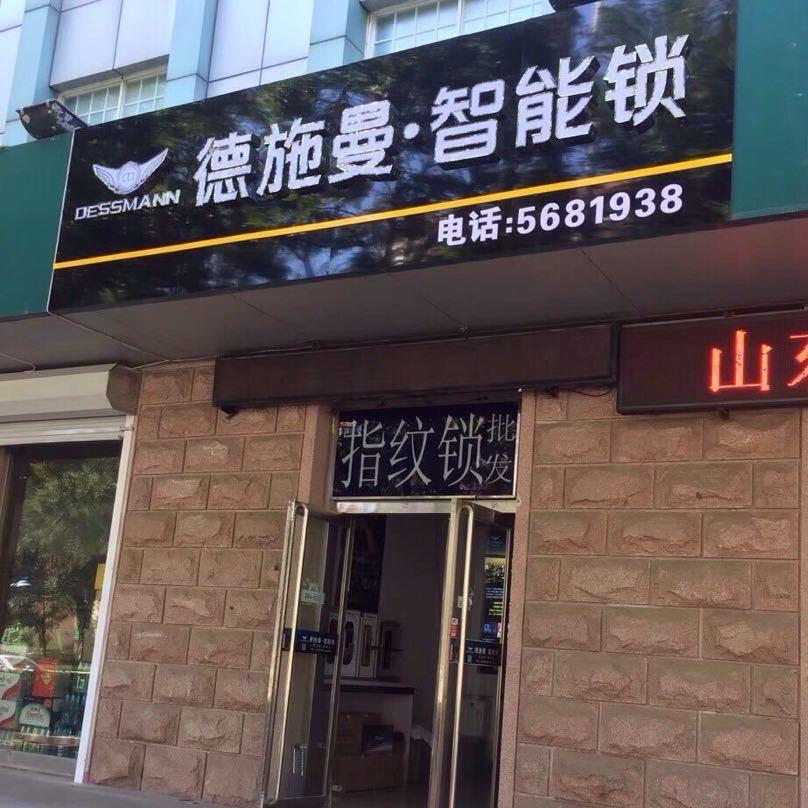 DESSMANN
德施曼·智能锁
电话:5681938
山
指纹锁
批发